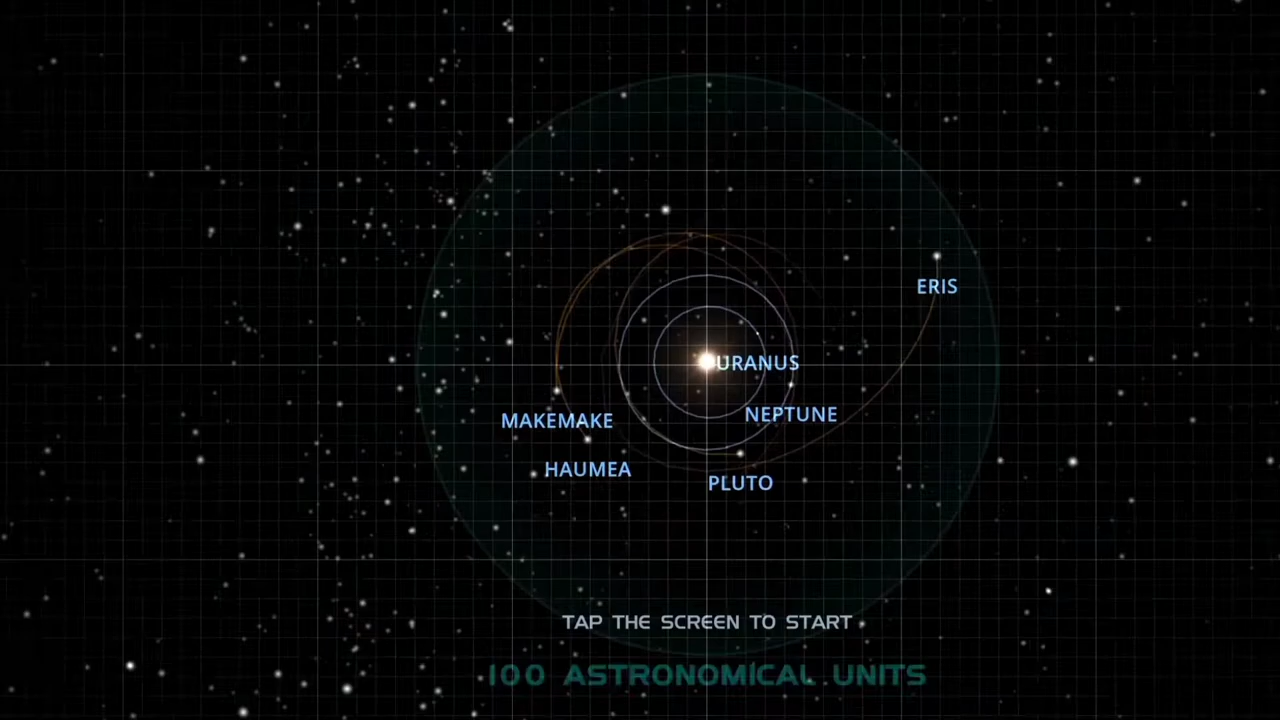 ERIS
URANUS
NEPTUNE
MAKEMAKE
HAUMEA
PLUTO
TAP THE SCREEN TO START
100 ASTRONOMICAL UNITS